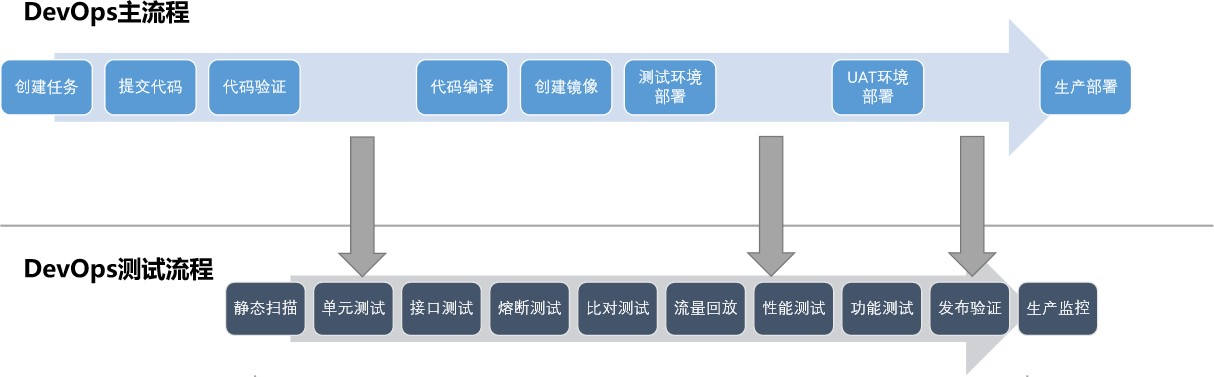 DevOps主流程
创建任务
提交代码
代码验证
代码编译
创建镜像
测试环境
部署
UAT环境
部署
生产部署
DevOps测试流程
静态扫描
单元测试
接口测试
熔断测试
比对测试
流量回放
性能测试
功能测试
发布验证
生产监控